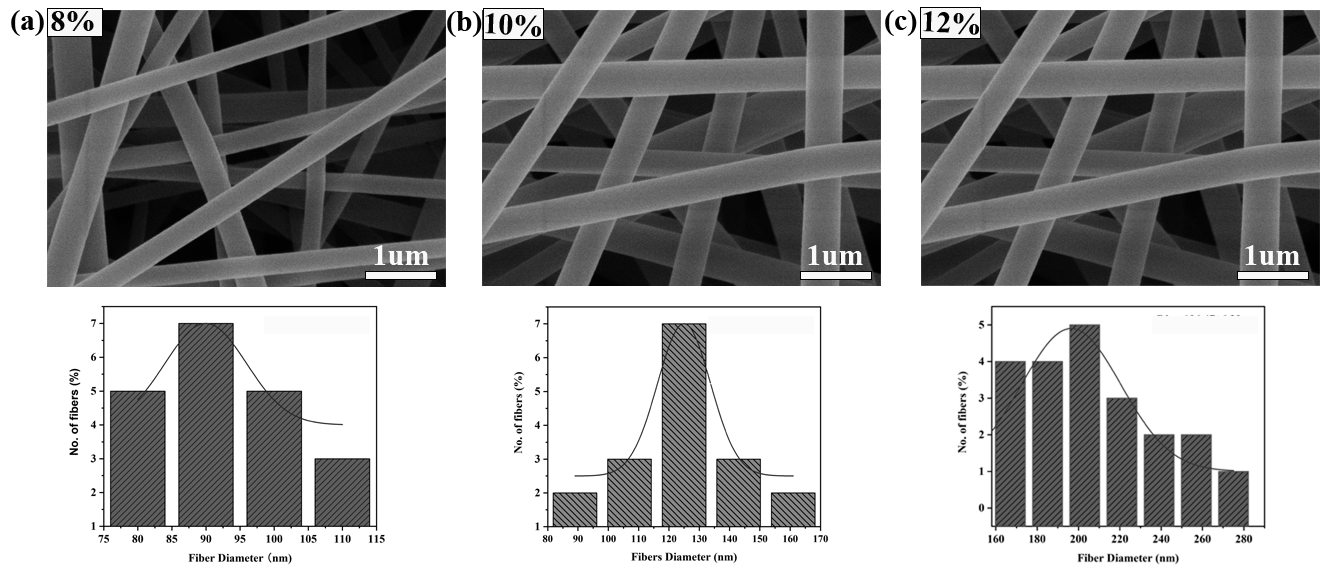 (a) 8% (b) 10% (c) 12%
1um 1um 1um
7
6
5
4
3
2
1
No. of fibers (%)
75 80 85 90 95 100 105 110 115
Fiber Diameter (nm)
7
6
5
4
3
2
1
No. of fibers (%)
80 90 100 110 120 130 140 150 160 170
Fibers Diameter (nm)
5
4
3
2
1
0
No. of fibers (%)
160 180 200 220 240 260 280
Fiber Diameter (nm)